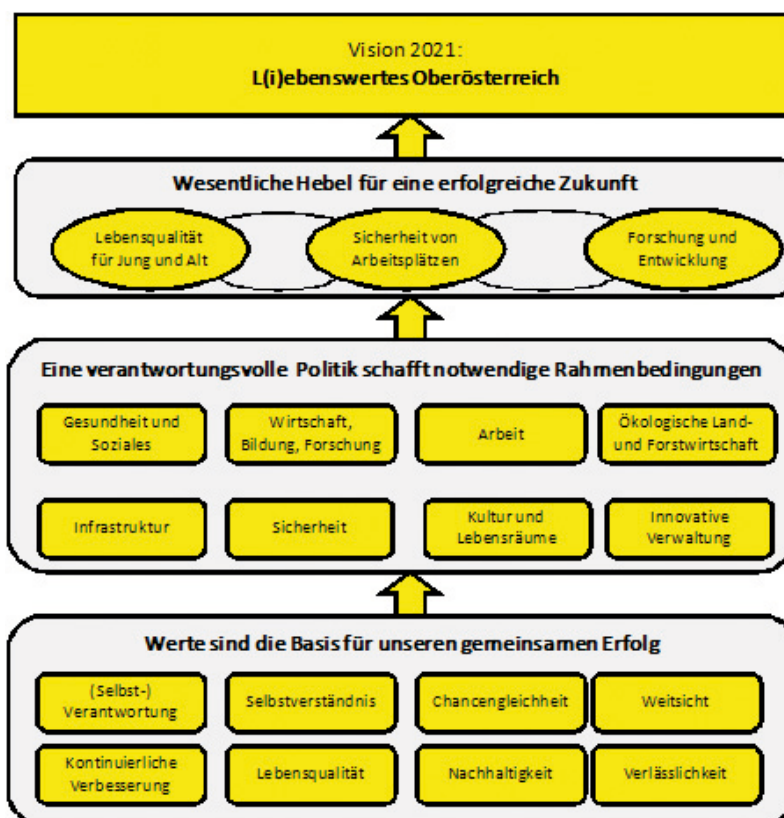 Vision 2021:
L(i)ebenswertes Oberösterreich
Wesentliche Hebel für eine erfolgreiche Zukunft
Lebensqualität
für Jung und Alt
Sicherheit von
Arbeitsplätzen
Forschung und
Entwicklung
Eine verantwortungsvolle Politik schafft notwendige Rahmenbedingungen
Gesundheit und
Soziales
Wirtschaft,
Bildung, Forschung
Arbeit
Ökologische Land-
und Forstwirtschaft
Infrastruktur
Sicherheit
Kultur und
Lebensräume
Innovative
Verwaltung
Werte sind die Basis für unseren gemeinsamen Erfolg
(Selbst-)
Verantwortung
Selbstverständnis
Chancengleichheit
Weitsicht
Kontinuierliche
Verbesserung
Lebensqualität
Nachhaltigkeit
Verlässlichkeit